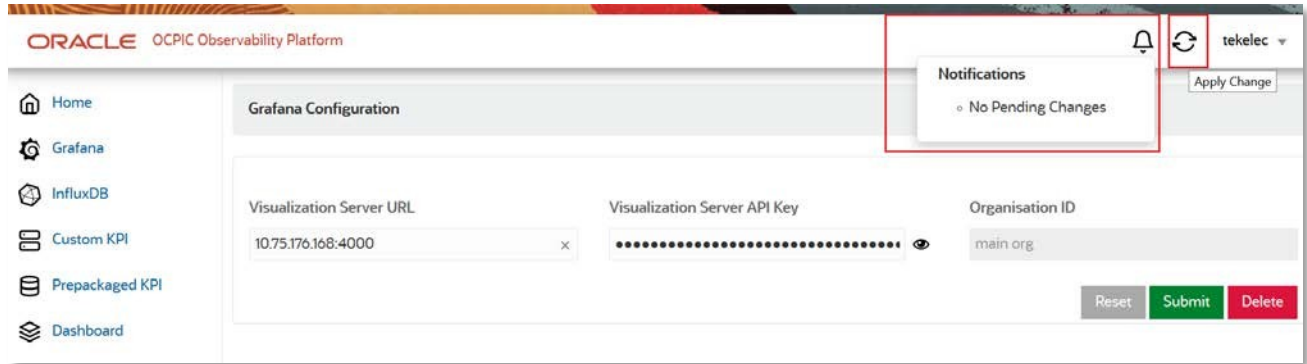 ORACLE OCPIC Observability Platform
tekelec
Notifications
No Pending Changes
Apply Change
Home
Grafana
InfluxDB
Custom KPI
Prepackaged KPI
Dashboard
Grafana Configuration
Visualization Server URL
Visualization Server API Key
Organisation ID
10.75.176.168:4000
main org
Reset Submit Delete